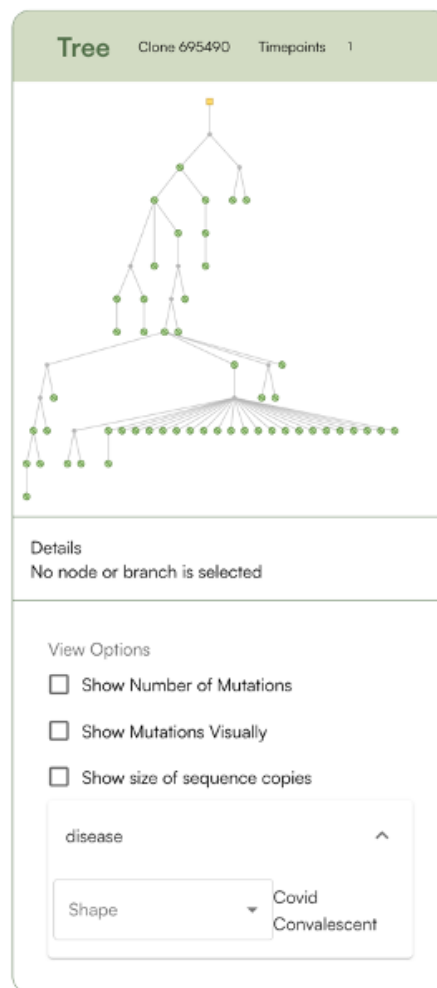 Tree Clone 695490 Timepoints 1
Details
No node or branch is selected
View Options
Show Number of Mutations
Show Mutations Visually
Show size of sequence copies
disease
Shape
Covid
Convalescent